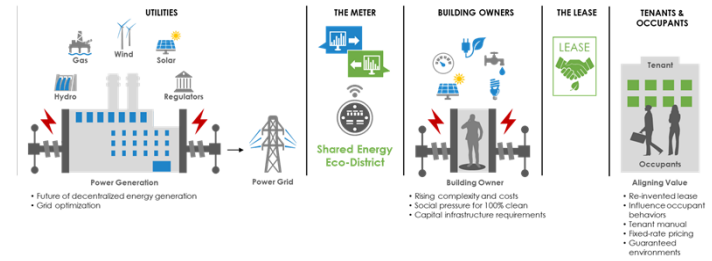 UTILITIES
Gas
Wind
Solar
Hydro
Regulators
Power Generation
Power Grid
• Future of decentralized energy generation
• Grid optimization
THE METER
Shared Energy
Eco-District
BUILDING OWNERS
Building Owner
• Rising complexity and costs
• Social pressure for 100% clean
• Capital infrastructure requirements
THE LEASE
LEASE
TENANTS &
OCCUPANTS
Tenant
Occupants
Aligning Value
• Re-invented lease
• Influence occupant
behaviors
• Tenant manual
• Fixed-rate pricing
• Guaranteed
environments